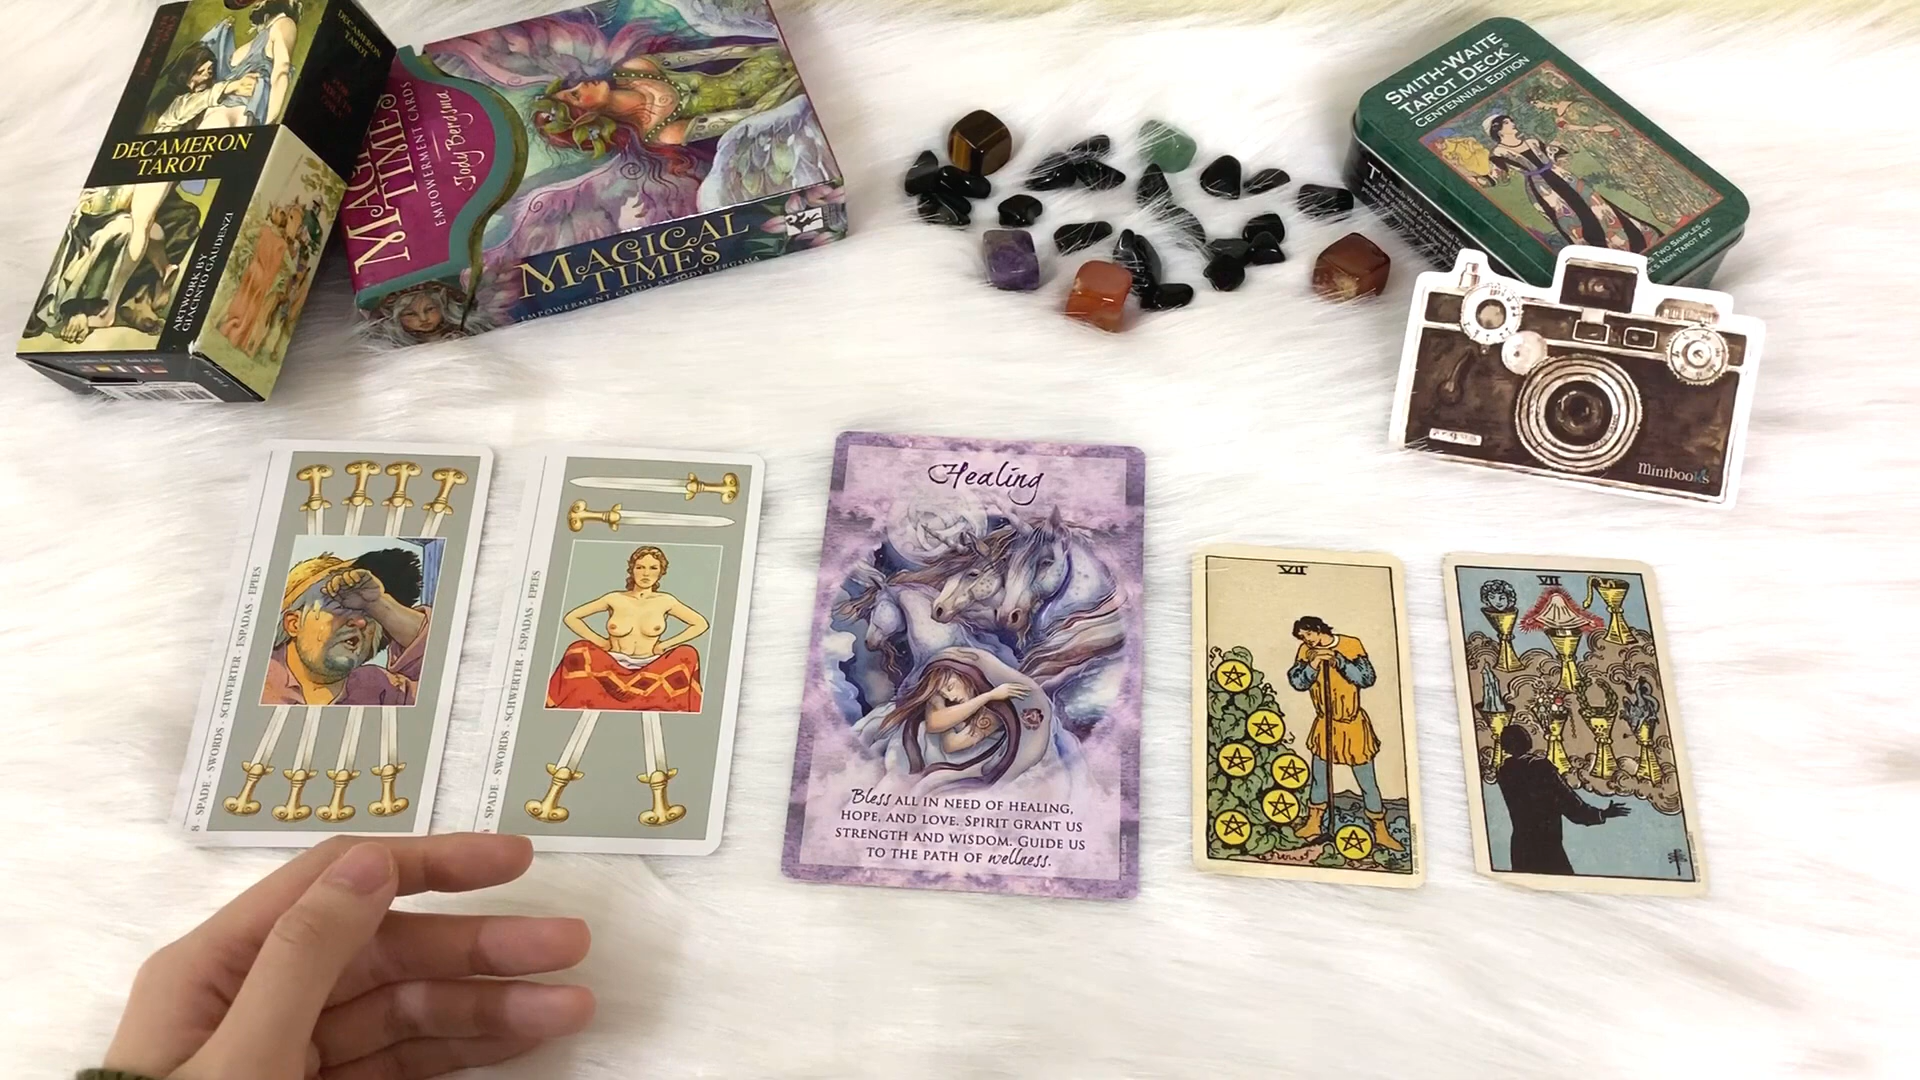 DECAMERON
TAROT
DECAMERON
TAROT
ARTWORK BY
GIACINTO GAUDENZI
MAGICAL
TIMES
EMPOWERMENT CARDS
Jody Bergsma
MAGICAL
TIMES
EMPOWERMENT CARDS BY JODY BERGSMA
SMITH-WAITE
TAROT DECK®
CENTENNIAL EDITION
Mintbooks
8 - SPADE - SWORDS - SCHWERTER - ESPADAS - EPEES
SPADE - SWORDS - SCHWERTER - ESPADAS - EPEES
Healing
Bless ALL IN NEED OF HEALING,
HOPE, AND LOVE. SPIRIT GRANT US
STRENGTH AND WISDOM. GUIDE US
TO THE PATH OF wellness.
VII
VII